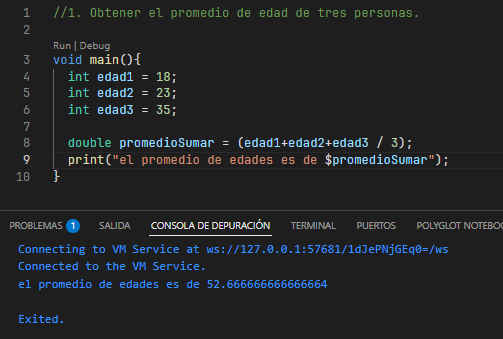 1 //1. Obtener el promedio de edad de tres personas.
2
Run | Debug
3 void main(){
4 int edad1 = 18;
5 int edad2 = 23;
6 int edad3 = 35;
7
8 double promedioSumar = (edad1+edad2+edad3 / 3);
9 print("el promedio de edades es de $promedioSumar");
10 }
PROBLEMAS 1 SALIDA CONSOLA DE DEPURACIÓN TERMINAL PUERTOS POLYGLOT NOTEBOO
Connecting to VM Service at ws://127.0.0.1:57681/1dJePNjGEq0=/ws
Connected to the VM Service.
el promedio de edades es de 52.666666666666664
Exited.